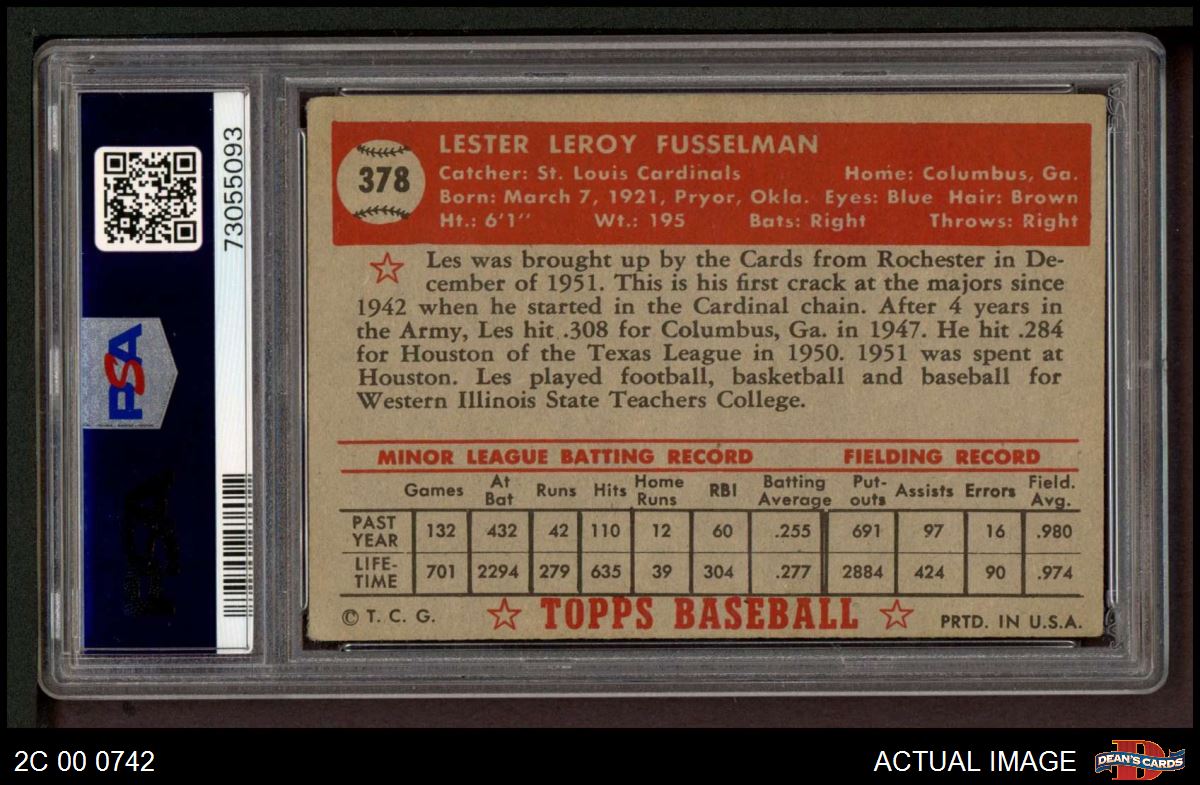 73055093
PSA
378
LESTER LEROY FUSSELMAN
Catcher: St. Louis Cardinals Home: Columbus, Ga.
Born: March 7, 1921, Pryor, Okla. Eyes: Blue Hair: Brown
Ht.: 6'1'' Wt.: 195 Bats: Right Throws: Right
Les was brought up by the Cards from Rochester in De-
cember of 1951. This is his first crack at the majors since
1942 when he started in the Cardinal chain. After 4 years in
the Army, Les hit .308 for Columbus, Ga. in 1947. He hit .284
for Houston of the Texas League in 1950. 1951 was spent at
Houston. Les played football, basketball and baseball for
Western Illinois State Teachers College.
MINOR LEAGUE BATTING RECORD FIELDING RECORD
Games At Bat Runs Hits Home Runs RBI Batting Average Put-outs Assists Errors Field. Avg.
PAST YEAR 132 432 42 110 12 60 .255 691 97 16 .980
LIFE-TIME 701 2294 279 635 39 304 .277 2884 424 90 .974
© T. C. G. TOPPS BASEBALL PRTD. IN U.S.A.
2C 00 0742 ACTUAL IMAGE DEAN'S CARDS